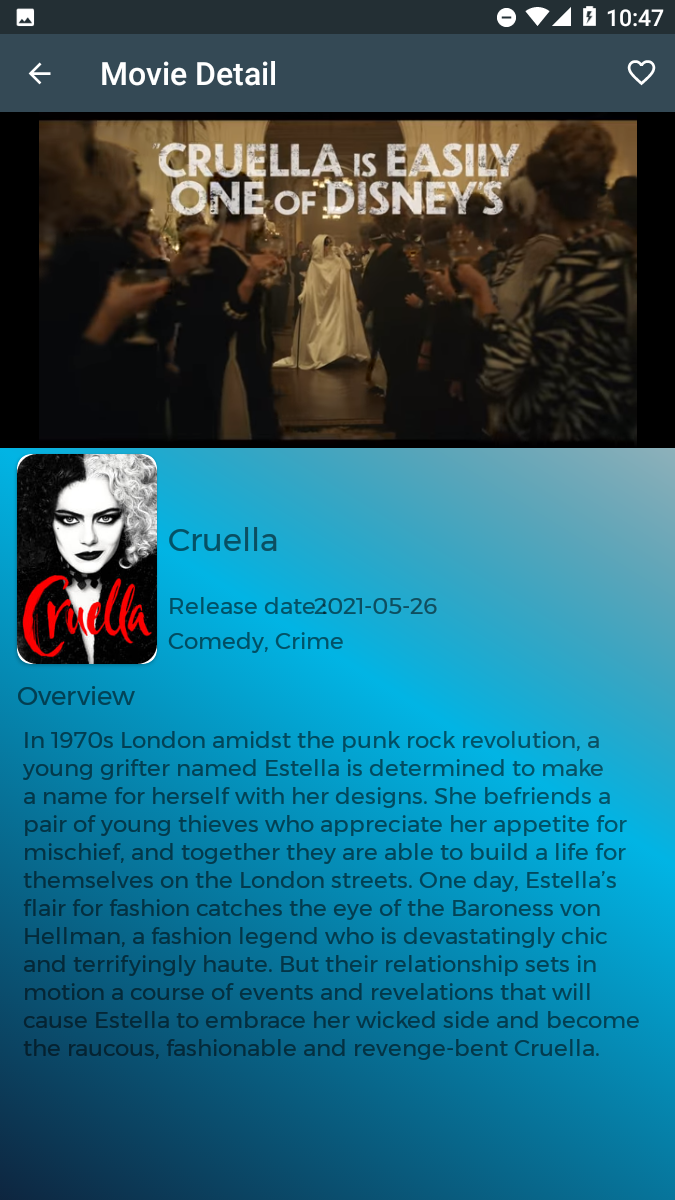 10:47
Movie Detail
"CRUELLA IS EASILY
ONE OF DISNEY'S
Cruella
Cruella
Release date:2021-05-26
Comedy, Crime
Overview
In 1970s London amidst the punk rock revolution, a
young grifter named Estella is determined to make
a name for herself with her designs. She befriends a
pair of young thieves who appreciate her appetite for
mischief, and together they are able to build a life for
themselves on the London streets. One day, Estella’s
flair for fashion catches the eye of the Baroness von
Hellman, a fashion legend who is devastatingly chic
and terrifyingly haute. But their relationship sets in
motion a course of events and revelations that will
cause Estella to embrace her wicked side and become
the raucous, fashionable and revenge-bent Cruella.